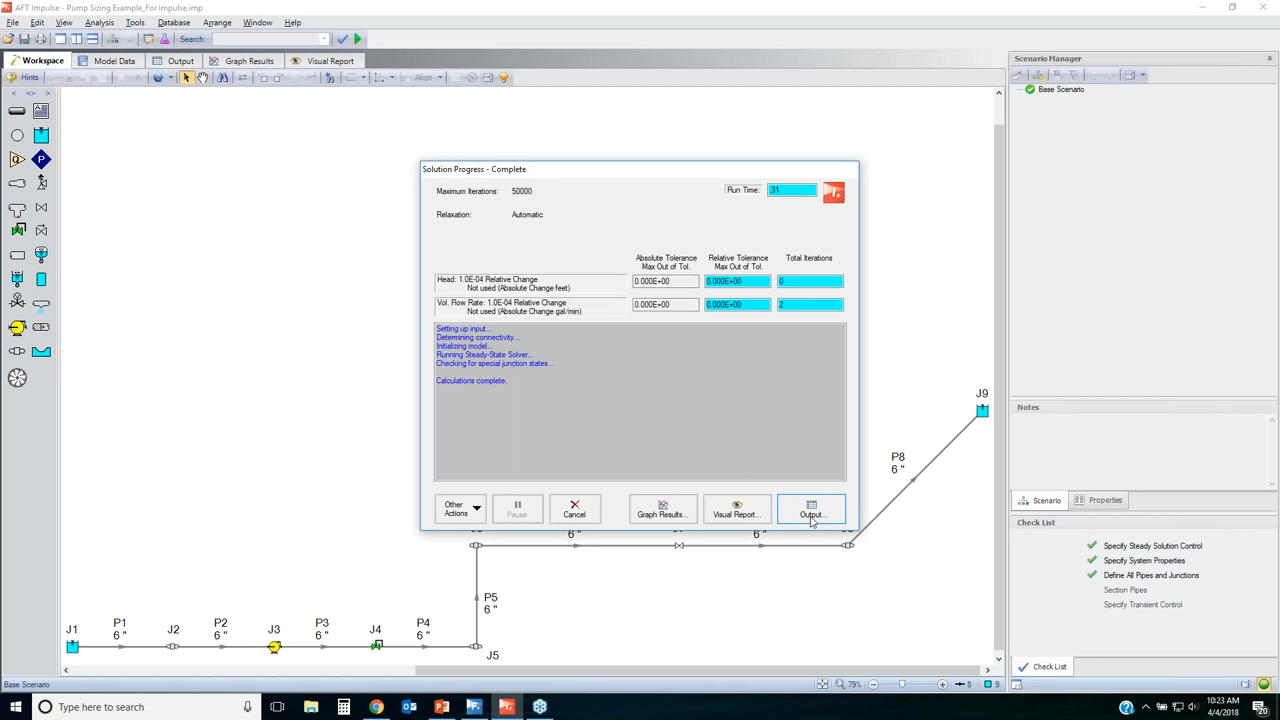 AFT Impulse - Pump Sizing Example_For Impulse.imp
File Edit View Analysis Tools Database Arrange Window Help
Search:
Workspace Model Data Output Graph Results Visual Report
Hints
Align
Scenario Manager
Base Scenario
Solution Progress - Complete
Maximum Iterations: 50000
Run Time: .31
Relaxation: Automatic
Absolute Tolerance Relative Tolerance Total Iterations
Max Out of Tol. Max Out of Tol.
Head: 1.0E-04 Relative Change
Not used (Absolute Change feet)
0.000E+00 0.000E+00 0
Vol. Flow Rate: 1.0E-04 Relative Change
Not used (Absolute Change gal/min)
0.000E+00 0.000E+00 2
Setting up input...
Determining connectivity...
Initializing model...
Running Steady-State Solver...
Checking for special junction states...
Calculations complete.
Other Actions
Pause
Cancel
Graph Results...
Visual Report...
Output...
J9
P8
6 "
6 "
6 "
P5
6 "
J1
P1
6 "
J2
P2
6 "
J3
P3
6 "
J4
P4
6 "
J5
Notes
Scenario Properties
Check List
Specify Steady Solution Control
Specify System Properties
Define All Pipes and Junctions
Section Pipes
Specify Transient Control
Check List
Base Scenario
79%
8
9
Type here to search
10:23 AM
4/4/2018
20